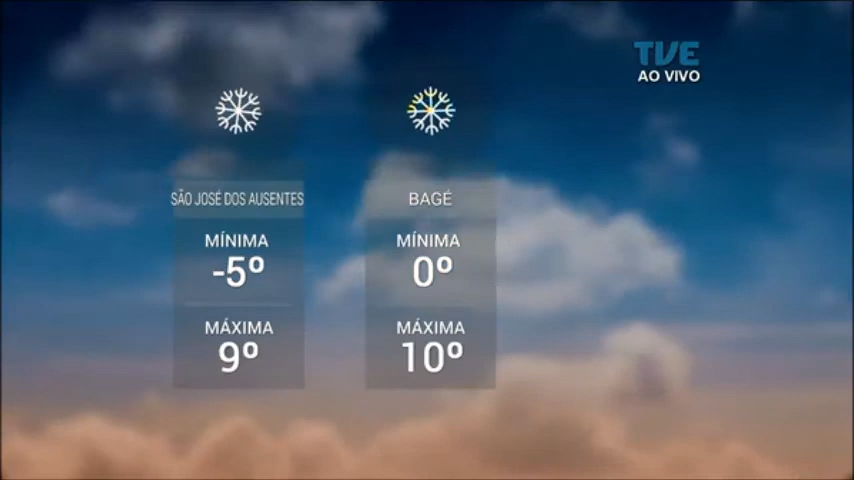 TVE
AO VIVO
SÃO JOSÉ DOS AUSENTES
MÍNIMA
-5º
MÁXIMA
9º
BAGÉ
MÍNIMA
0º
MÁXIMA
10º